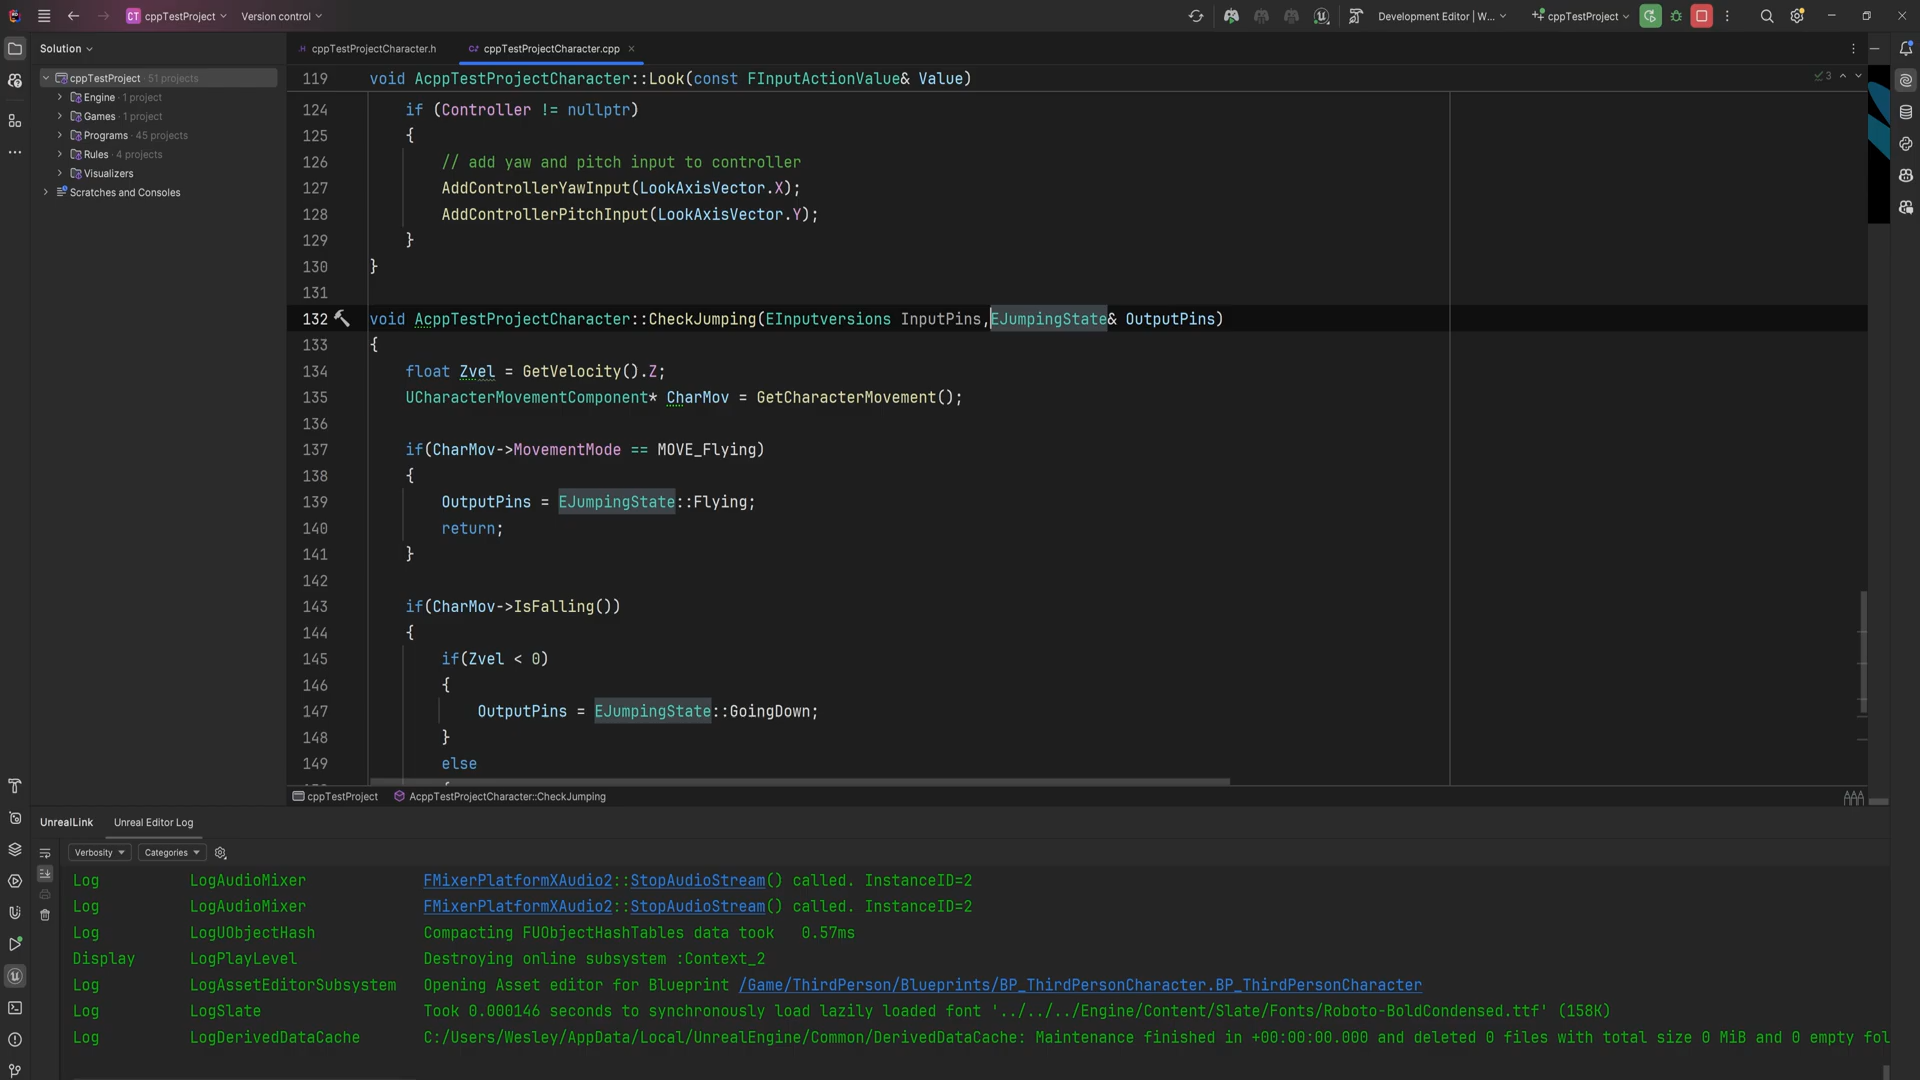 CT cppTestProject
Version control
Development Editor | W...
cppTestProject
Solution
cppTestProjectCharacter.h
cppTestProjectCharacter.cpp
cppTestProject 51 projects
Engine 1 project
Games 1 project
Programs 45 projects
Rules 4 projects
Visualizers
Scratches and Consoles
3
119 void AcppTestProjectCharacter::Look(const FInputActionValue& Value)
124 if (Controller != nullptr)
125 {
126 // add yaw and pitch input to controller
127 AddControllerYawInput(LookAxisVector.X);
128 AddControllerPitchInput(LookAxisVector.Y);
129 }
130 }
131
132 void AcppTestProjectCharacter::CheckJumping(EInputversions InputPins,EJumpingState& OutputPins)
133 {
134 float Zvel = GetVelocity().Z;
135 UCharacterMovementComponent* CharMov = GetCharacterMovement();
136
137 if(CharMov->MovementMode == MOVE_Flying)
138 {
139 OutputPins = EJumpingState::Flying;
140 return;
141 }
142
143 if(CharMov->IsFalling())
144 {
145 if(Zvel < 0)
146 {
147 OutputPins = EJumpingState::GoingDown;
148 }
149 else
cppTestProject AcppTestProjectCharacter::CheckJumping
UnrealLink Unreal Editor Log
Verbosity Categories
Log LogAudioMixer FMixerPlatformXAudio2::StopAudioStream() called. InstanceID=2
Log LogAudioMixer FMixerPlatformXAudio2::StopAudioStream() called. InstanceID=2
Log LogUObjectHash Compacting FUObjectHashTables data took 0.57ms
Display LogPlayLevel Destroying online subsystem :Context_2
Log LogAssetEditorSubsystem Opening Asset editor for Blueprint /Game/ThirdPerson/Blueprints/BP_ThirdPersonCharacter.BP_ThirdPersonCharacter
Log LogSlate Took 0.000146 seconds to synchronously load lazily loaded font '../../../Engine/Content/Slate/Fonts/Roboto-BoldCondensed.ttf' (158K)
Log LogDerivedDataCache C:/Users/Wesley/AppData/Local/UnrealEngine/Common/DerivedDataCache: Maintenance finished in +00:00:00.000 and deleted 0 files with total size 0 MiB and 0 empty fol